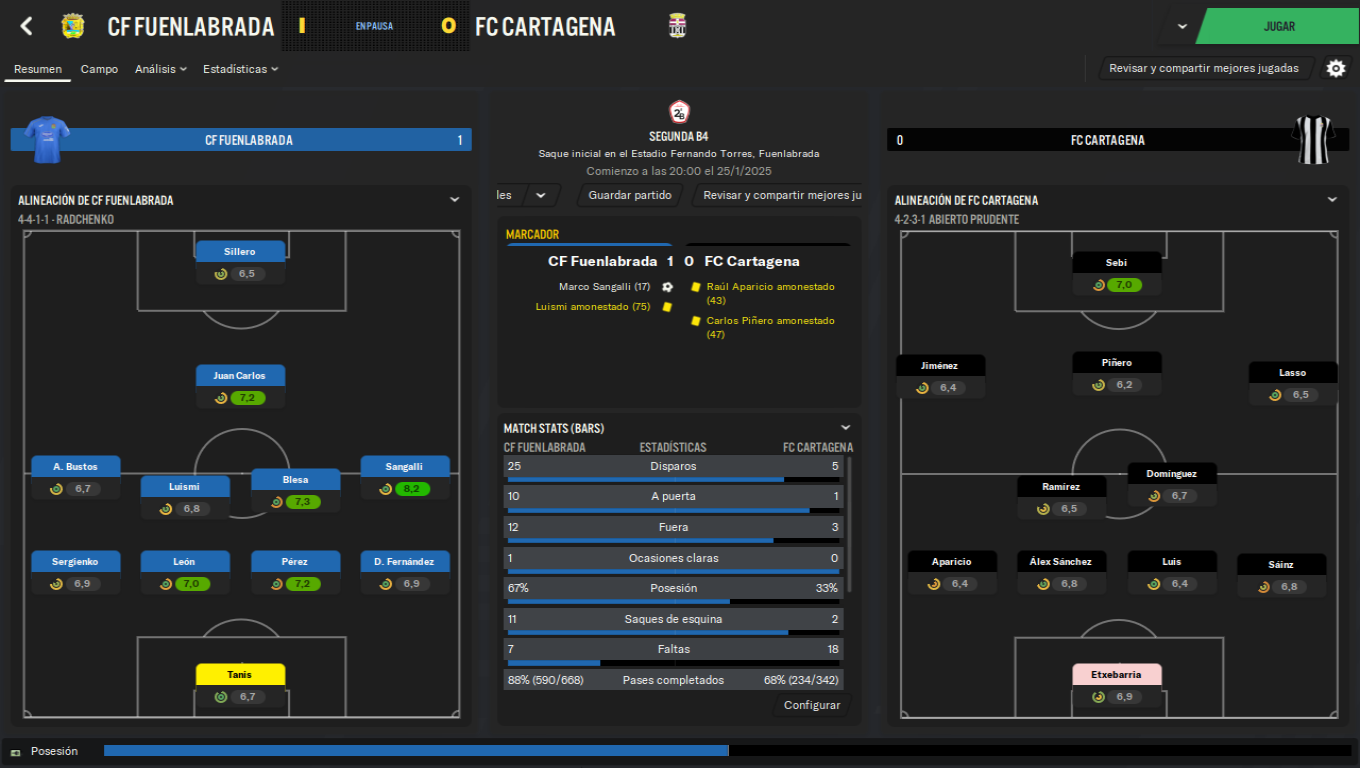 CF FUENLABRADA
1
EN PAUSA
0
FC CARTAGENA
JUGAR
Resumen
Campo
Análisis
Estadísticas
Revisar y compartir mejores jugadas
CF FUENLABRADA 1
ALINEACIÓN DE CF FUENLABRADA
4-4-1-1 - RADCHENKO
Sillero
6,5
Juan Carlos
7,2
A. Bustos
6,7
Luismi
6,8
Blesa
7,3
Sangalli
8,2
Sergienko
6,9
León
7,0
Pérez
7,2
D. Fernández
6,9
Tanis
6,7
2ªB
SEGUNDA B4
Saque inicial en el Estadio Fernando Torres, Fuenlabrada
Comienzo a las 20:00 el 25/1/2025
les
Guardar partido
Revisar y compartir mejores ju
MARCADOR
CF Fuenlabrada 1 0 FC Cartagena
Marco Sangalli (17)
Luismi amonestado (75)
Raúl Aparicio amonestado
(43)
Carlos Piñero amonestado
(47)
MATCH STATS (BARS)
CF FUENLABRADA ESTADÍSTICAS FC CARTAGENA
25 Disparos 5
10 A puerta 1
12 Fuera 3
1 Ocasiones claras 0
67% Posesión 33%
11 Saques de esquina 2
7 Faltas 18
88% (590/668) Pases completados 68% (234/342)
Configurar
0 FC CARTAGENA
ALINEACIÓN DE FC CARTAGENA
4-2-3-1 ABIERTO PRUDENTE
Sebi
7,0
Jiménez
6,4
Piñero
6,2
Lasso
6,5
Ramírez
6,5
Domínguez
6,7
Aparicio
6,4
Álex Sánchez
6,8
Luis
6,4
Sáinz
6,8
Etxebarria
6,9
Posesión